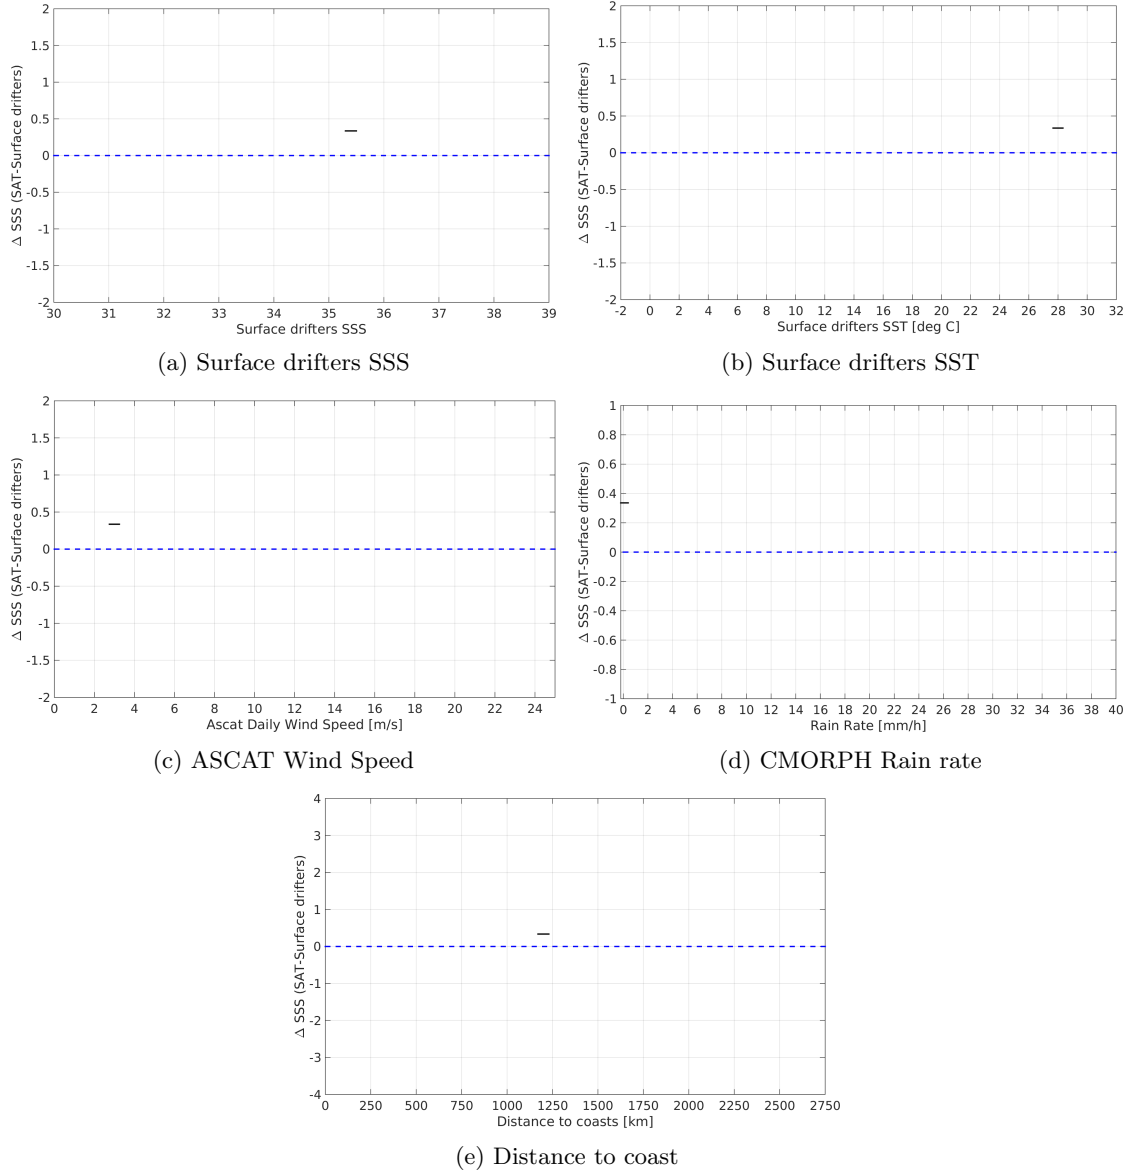 2
1.5
1
0.5
0
-0.5
-1
-1.5
-2
Δ SSS (SAT-Surface drifters)
30 31 32 33 34 35 36 37 38 39
Surface drifters SSS
(a) Surface drifters SSS
2
1.5
1
0.5
0
-0.5
-1
-1.5
-2
Δ SSS (SAT-Surface drifters)
-2 0 2 4 6 8 10 12 14 16 18 20 22 24 26 28 30 32
Surface drifters SST [deg C]
(b) Surface drifters SST
2
1.5
1
0.5
0
-0.5
-1
-1.5
-2
Δ SSS (SAT-Surface drifters)
0 2 4 6 8 10 12 14 16 18 20 22 24
Ascat Daily Wind Speed [m/s]
(c) ASCAT Wind Speed
1
0.8
0.6
0.4
0.2
0
-0.2
-0.4
-0.6
-0.8
-1
Δ SSS (SAT-Surface drifters)
0 2 4 6 8 10 12 14 16 18 20 22 24 26 28 30 32 34 36 38 40
Rain Rate [mm/h]
(d) CMORPH Rain rate
4
3
2
1
0
-1
-2
-3
-4
Δ SSS (SAT-Surface drifters)
0 250 500 750 1000 1250 1500 1750 2000 2250 2500 2750
Distance to coasts [km]
(e) Distance to coast